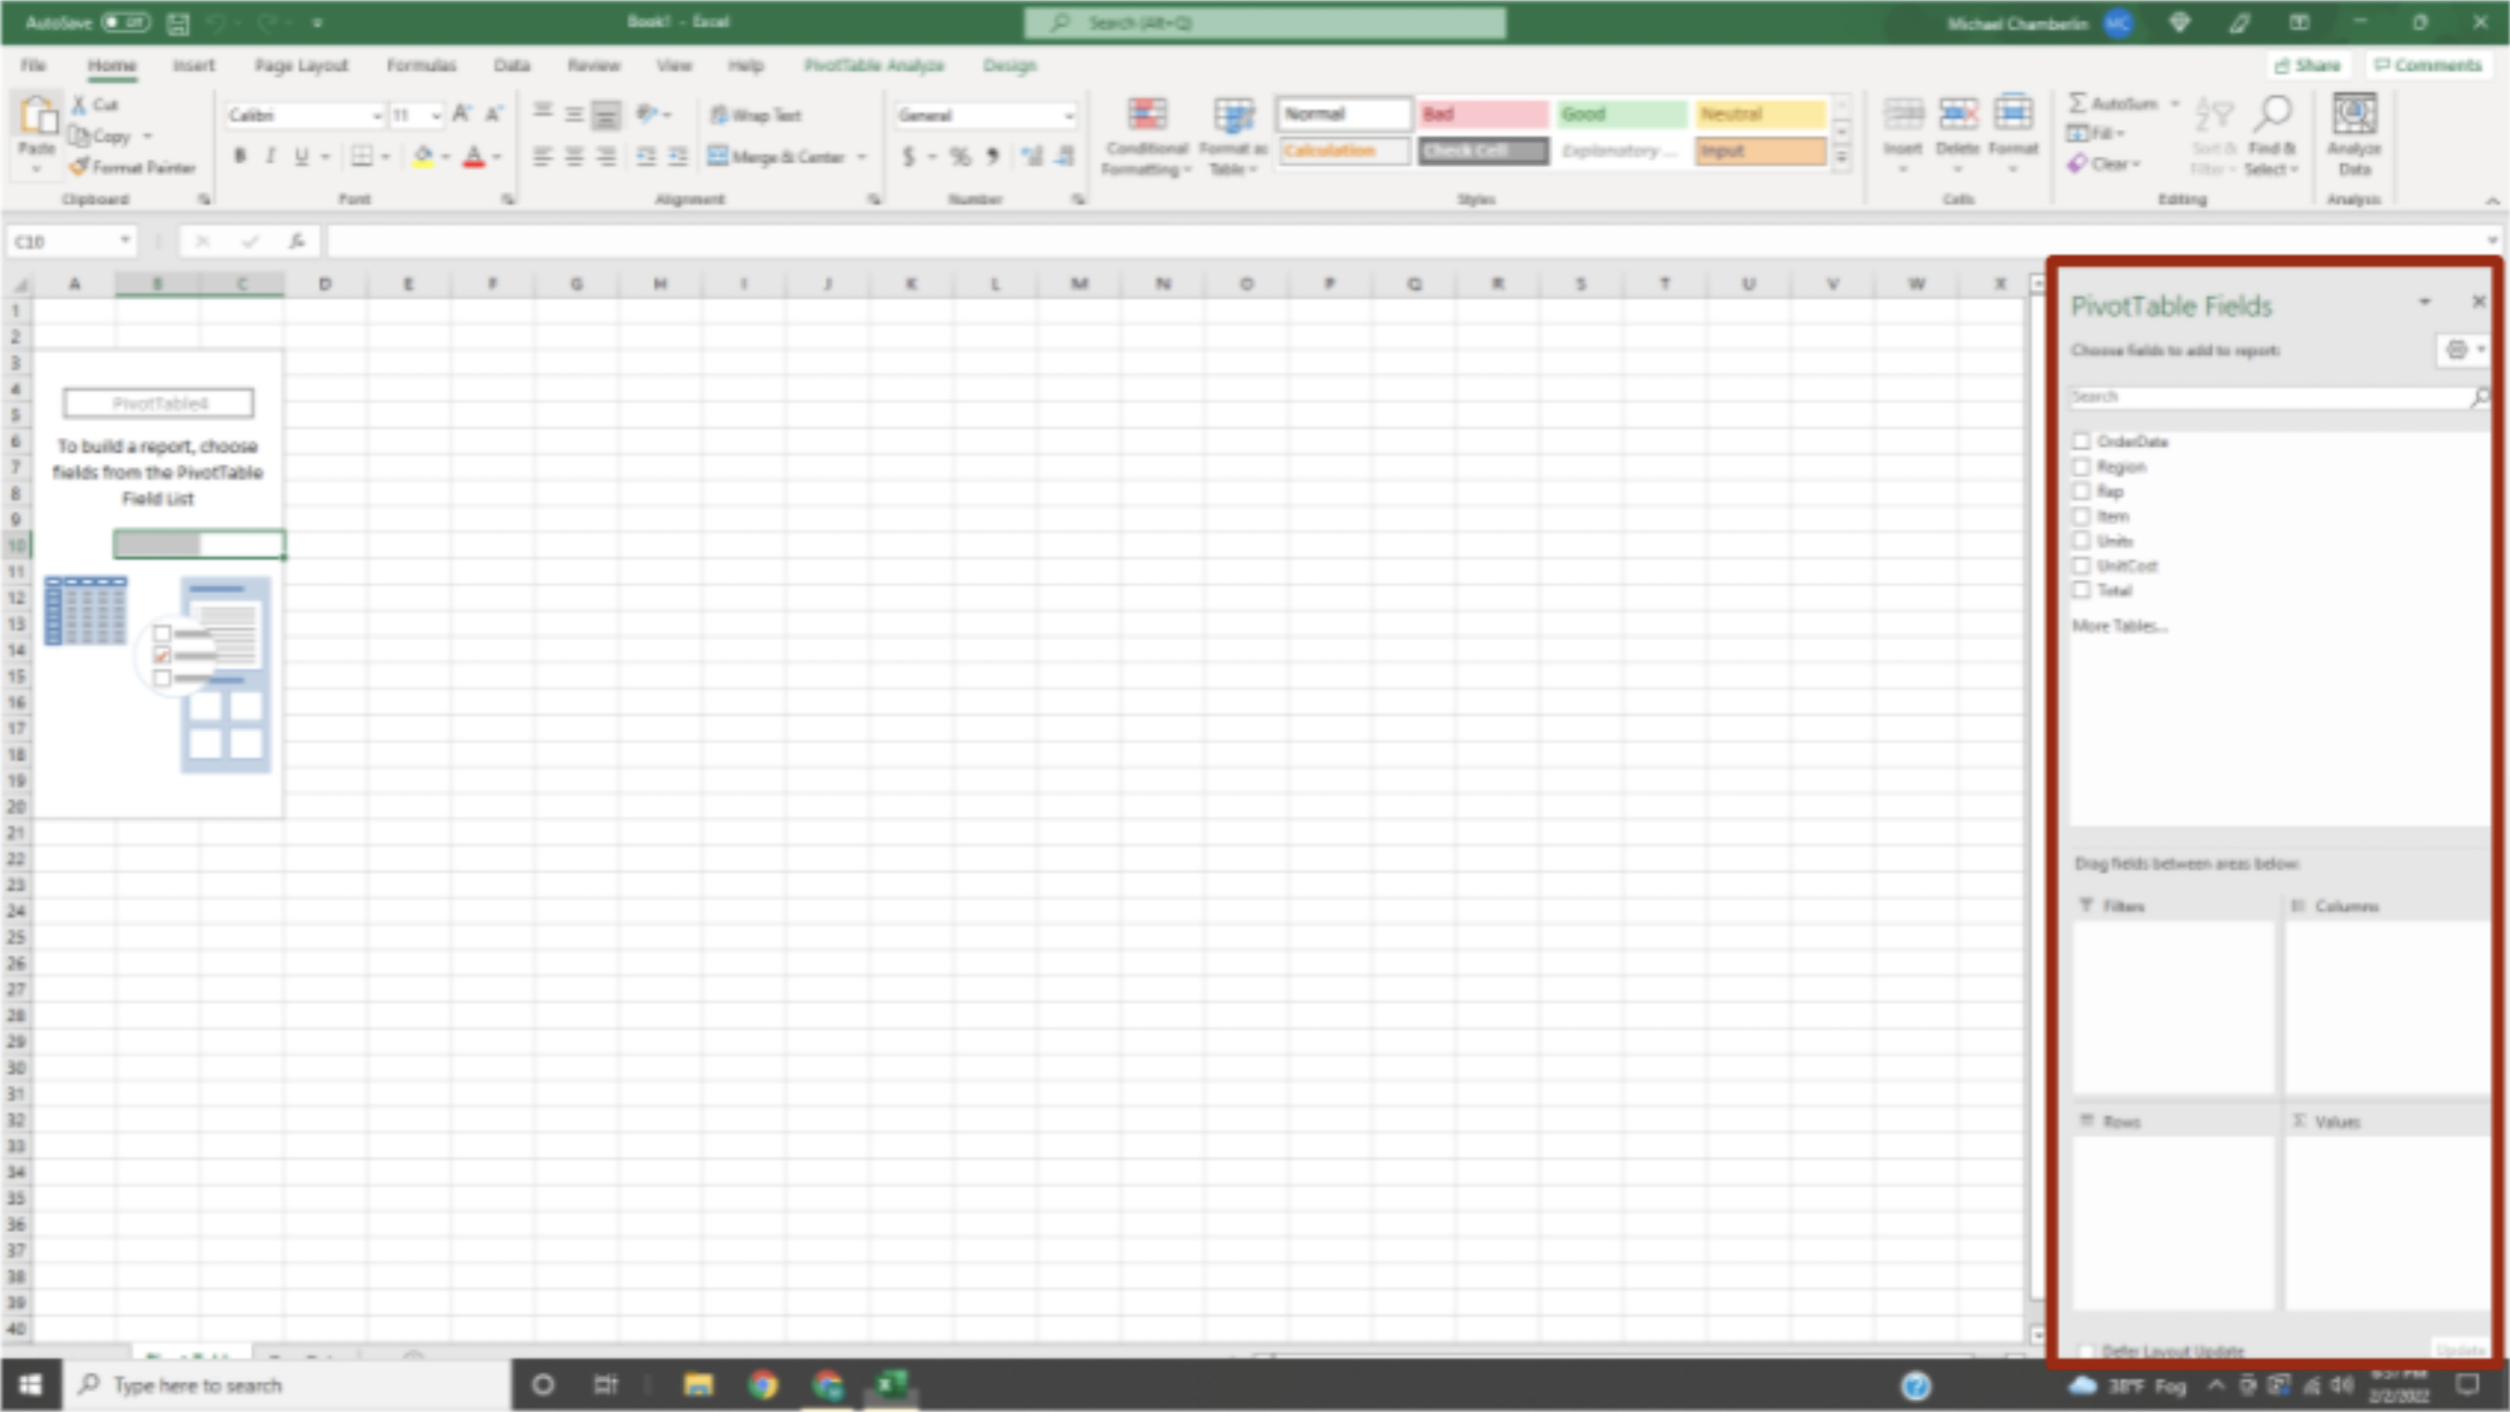 AutoSave Off Book1 - Excel Search (Alt+Q) Michael Chamberlin MC
File Home Insert Page Layout Formulas Data Review View Help PivotTable Analyze Design Share Comments
Paste Cut Copy Format Painter
Clipboard
Calibri 11
B I U A
Font
Wrap Text
Merge & Center
Alignment
General
$ % 9
Number
Conditional Formatting Format as Table
Normal Bad Good Neutral
Calculation Check Cell Explanatory ... Input
Styles
Insert Delete Format
Cells
AutoSum
Fill
Clear
Sort & Filter Find & Select
Editing
Analyze Data
Analysis
C10 fx
A B C D E F G H I J K L M N O P Q R S T U V W X
1
2
3
4
5
6
7
8
9
10
11
12
13
14
15
16
17
18
19
20
21
22
23
24
25
26
27
28
29
30
31
32
33
34
35
36
37
38
39
40
PivotTable4
To build a report, choose
fields from the PivotTable
Field List
PivotTable Fields
Choose fields to add to report:
Search
OrderDate
Region
Rep
Item
Units
UnitCost
Total
More Tables...
Drag fields between areas below:
Filters Columns
Rows Values
Defer Layout Update Update
Type here to search
38°F Fog
2/2/2022